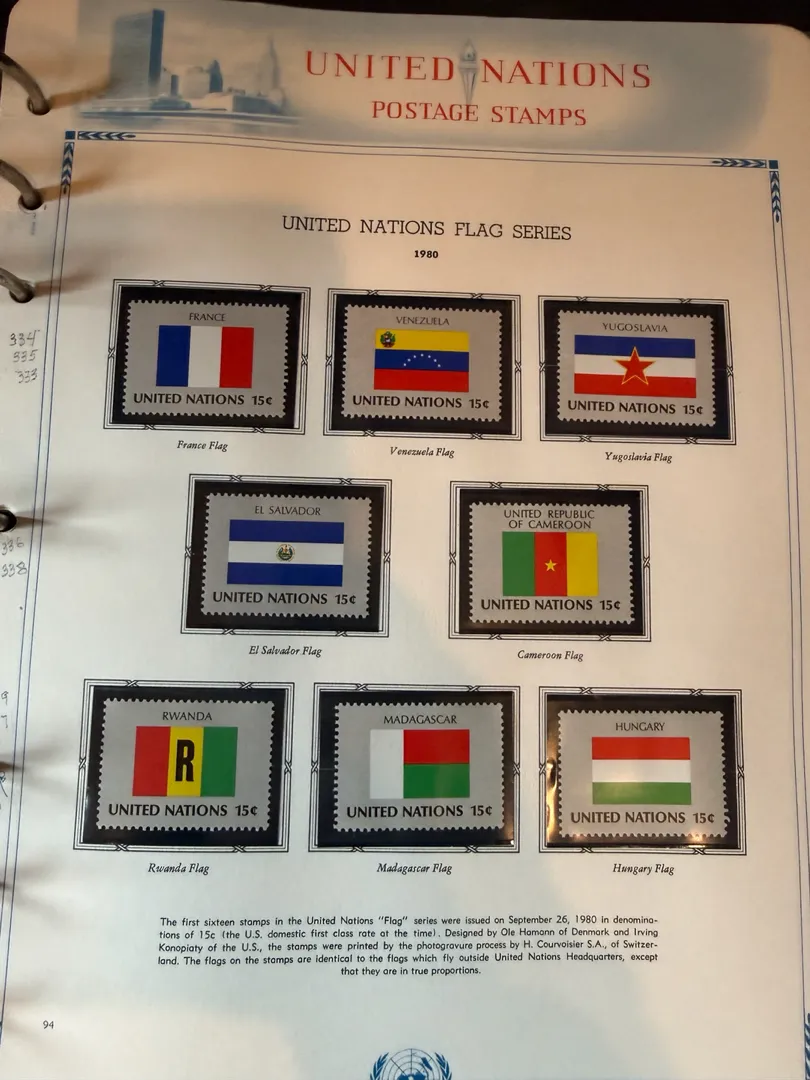 UNITED NATIONS
POSTAGE STAMPS
UNITED NATIONS FLAG SERIES
1980
334
335
333
FRANCE
UNITED NATIONS 15¢
France Flag
VENEZUELA
UNITED NATIONS 15¢
Venezuela Flag
YUGOSLAVIA
UNITED NATIONS 15¢
Yugoslavia Flag
336
338
EL SALVADOR
UNITED NATIONS 15¢
El Salvador Flag
UNITED REPUBLIC
OF CAMEROON
UNITED NATIONS 15¢
Cameroon Flag
RWANDA
R
UNITED NATIONS 15¢
Rwanda Flag
MADAGASCAR
UNITED NATIONS 15¢
Madagascar Flag
HUNGARY
UNITED NATIONS 15¢
Hungary Flag
The first sixteen stamps in the United Nations "Flag" series were issued on September 26, 1980 in denomina-
tions of 15c (the U.S. domestic first class rate at the time). Designed by Ole Hamann of Denmark and Irving
Konopiaty of the U.S., the stamps were printed by the photogravure process by H. Courvoisier S.A., of Switzer-
land. The flags on the stamps are identical to the flags which fly outside United Nations Headquarters, except
that they are in true proportions.
94